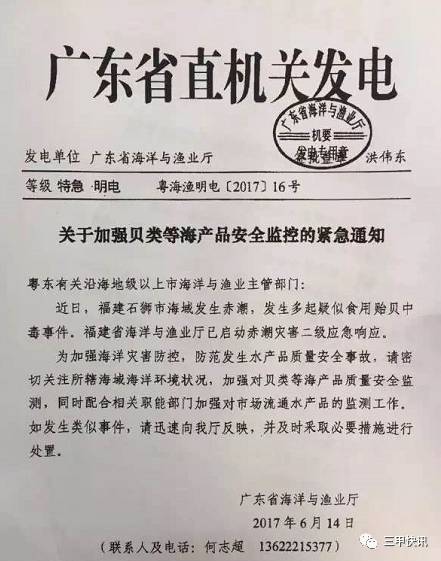 广东省直机关发电
广东省海洋与渔业厅
机要
发电专用章
发电单位 广东省海洋与渔业厅 洪伟东
等级 特急·明电 粤海渔明电〔2017〕16号
关于加强贝类等海产品安全监控的紧急通知
粤东有关沿海地级以上市海洋与渔业主管部门：
近日，福建石狮市海域发生赤潮，发生多起疑似食用贻贝中
毒事件。福建省海洋与渔业厅已启动赤潮灾害二级应急响应。
为加强海洋灾害防控，防范发生水产品质量安全事故，请密
切关注所辖海域海洋环境状况，加强对贝类等海产品质量安全监
测，同时配合相关职能部门加强对市场流通水产品的监测工作。
如发生类似事件，请迅速向我厅反映，并及时采取必要措施进行
处置。
广东省海洋与渔业厅
2017年6月14日
（联系人及电话：何志超 13622215377）
三甲快讯